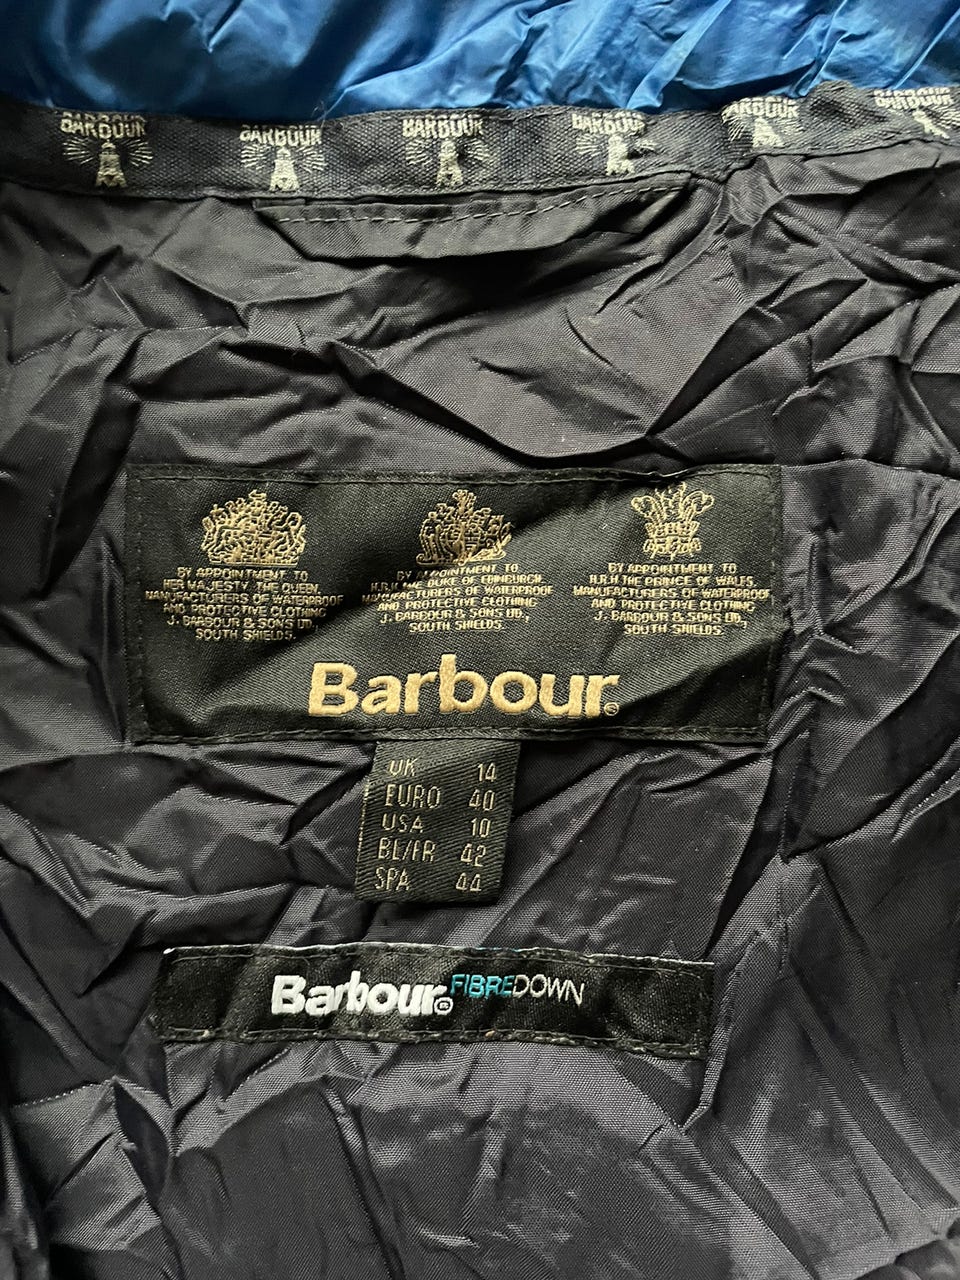 BARBOUR BARBOUR BARBOUR BARBOUR BARBOUR BARBOUR
BY APPOINTMENT TO
HER MAJESTY THE QUEEN.
MANUFACTURERS OF WATERPROOF
AND PROTECTIVE CLOTHING
J. BARBOUR & SONS LTD.,
SOUTH SHIELDS.
BY APPOINTMENT TO
H.R.H. THE DUKE OF EDINBURGH.
MANUFACTURERS OF WATERPROOF
AND PROTECTIVE CLOTHING
J. BARBOUR & SONS LTD.,
SOUTH SHIELDS.
BY APPOINTMENT TO
H.R.H. THE PRINCE OF WALES.
MANUFACTURERS OF WATERPROOF
AND PROTECTIVE CLOTHING
J. BARBOUR & SONS LTD.,
SOUTH SHIELDS.
Barbour®
UK 14
EURO 40
USA 10
BL/FR 42
SPA 44
Barbour® FIBREDOWN